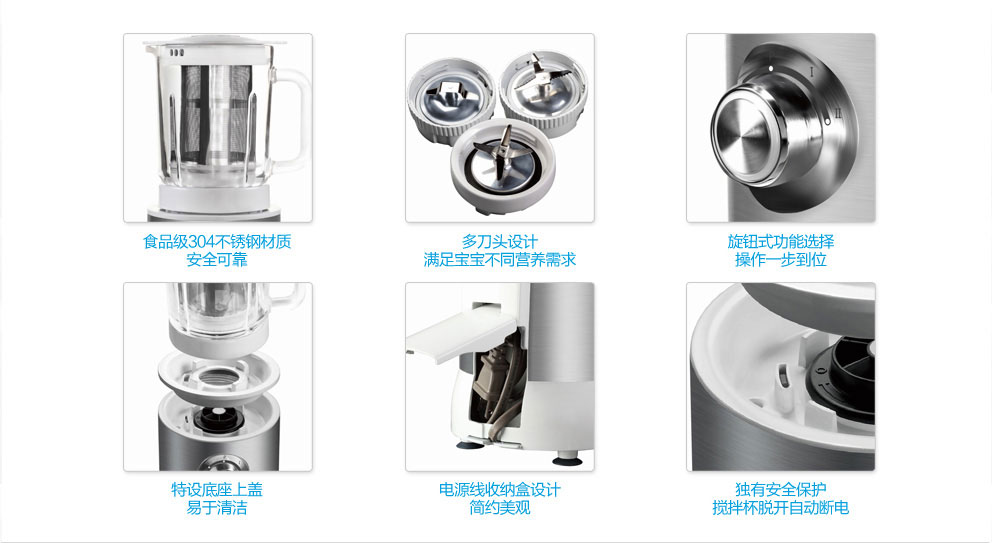 食品级304不锈钢材质
安全可靠
多刀头设计
满足宝宝不同营养需求
旋钮式功能选择
操作一步到位
特设底座上盖
易于清洁
电源线收纳盒设计
简约美观
独有安全保护
搅拌杯脱开自动断电